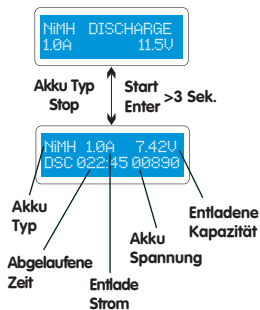 NiMH DISCHARGE
1.0A 11.5V
Akku Typ
Stop
Start
Enter
>3 Sek.
NiMH 1.0A 7.42V
DSC 022:45 00890
Akku
Typ
Abgelaufene
Zeit
Entlade
Strom
Akku
Spannung
Entladene
Kapazität